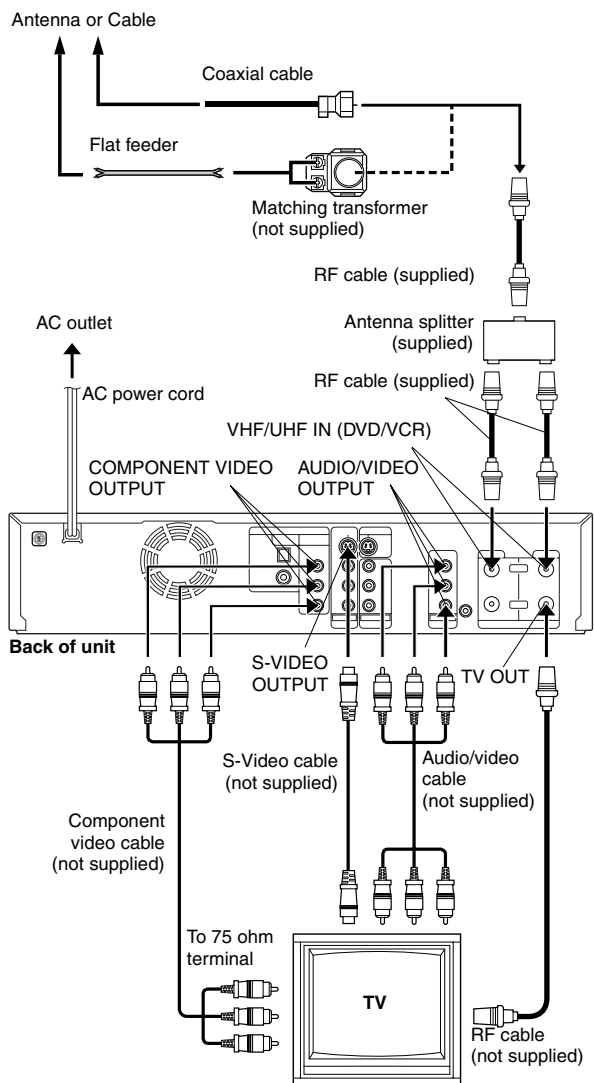 Antenna or Cable
Coaxial cable
Flat feeder
Matching transformer
(not supplied)
RF cable (supplied)
AC outlet
Antenna splitter
(supplied)
AC power cord
RF cable (supplied)
VHF/UHF IN (DVD/VCR)
COMPONENT VIDEO
OUTPUT
AUDIO/VIDEO
OUTPUT
Back of unit
S-VIDEO
OUTPUT
TV OUT
S-Video cable
(not supplied)
Audio/video
cable
(not supplied)
Component
video cable
(not supplied)
To 75 ohm
terminal
TV
RF cable
(not supplied)